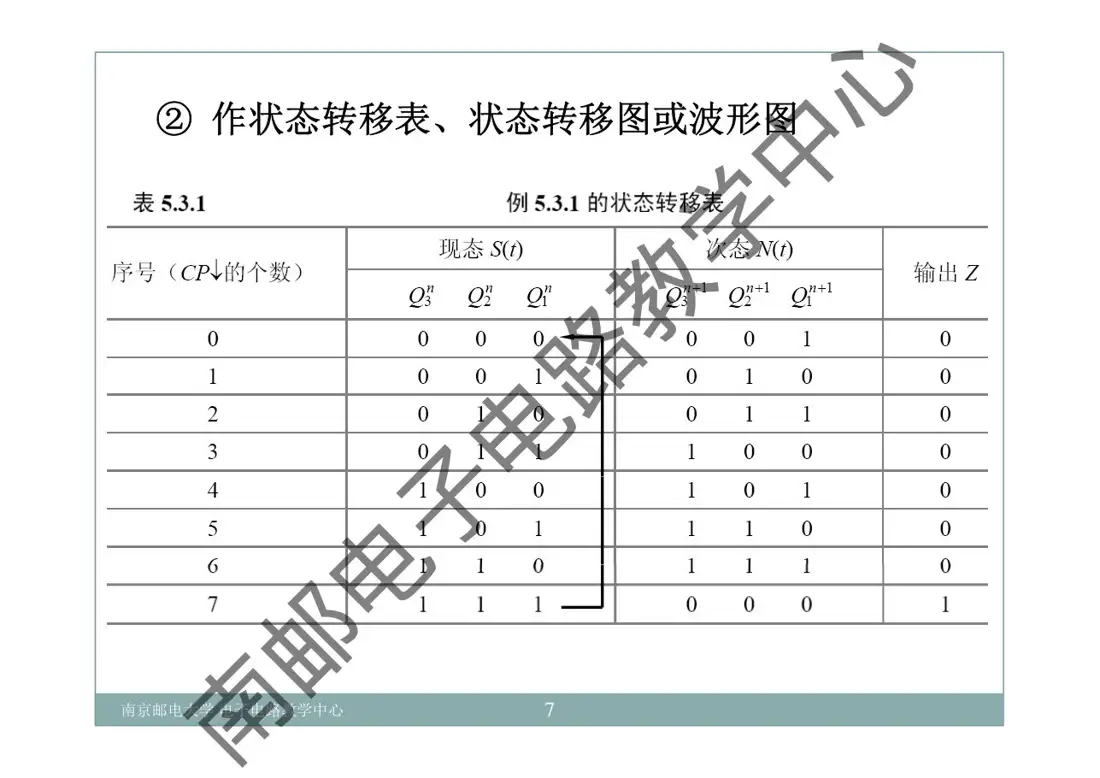 ② 作状态转移表、状态转移图或波形图
表 5.3.1 例 5.3.1 的状态转移表
序号（CP↓的个数） 现态 S(t) 次态 N(t) 输出 Z
Q₃ⁿ Q₂ⁿ Q₁ⁿ Q₃ⁿ⁺¹ Q₂ⁿ⁺¹ Q₁ⁿ⁺¹
0 0 0 0 0 0 1 0
1 0 0 1 0 1 0 0
2 0 1 0 0 1 1 0
3 0 1 1 1 0 0 0
4 1 0 0 1 0 1 0
5 1 0 1 1 1 0 0
6 1 1 0 1 1 1 0
7 1 1 1 0 0 0 1
南京邮电大学 电子电路教学中心 7
南邮电子电路教学中心